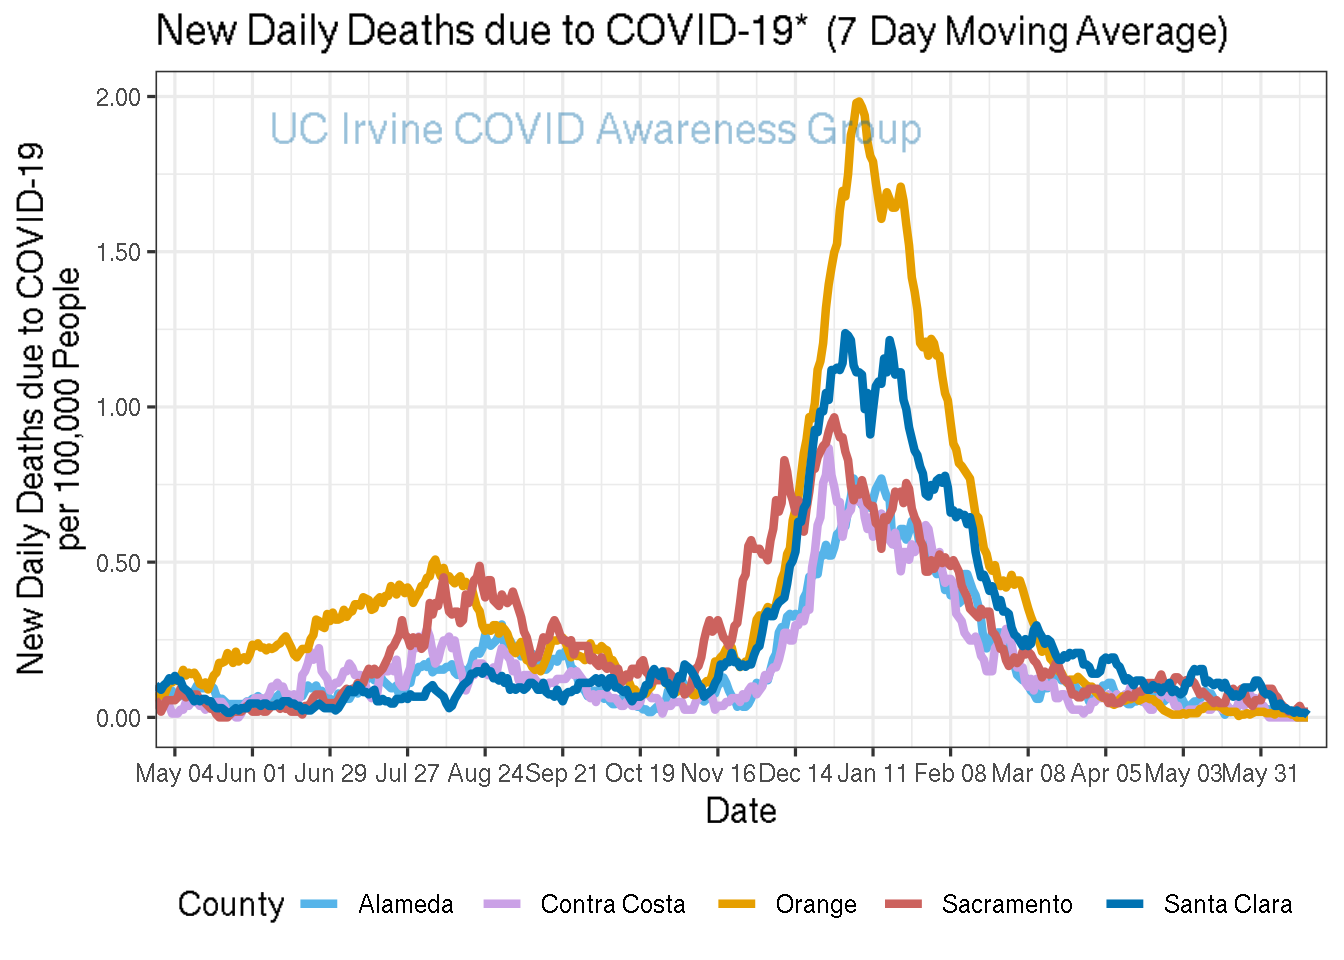 New Daily Deaths due to COVID-19* (7 Day Moving Average)
UC Irvine COVID Awareness Group
New Daily Deaths due to COVID-19
per 100,000 People
2.00
1.50
1.00
0.50
0.00
May 04 Jun 01 Jun 29 Jul 27 Aug 24 Sep 21 Oct 19 Nov 16 Dec 14 Jan 11 Feb 08 Mar 08 Apr 05 May 03 May 31
Date
County Alameda Contra Costa Orange Sacramento Santa Clara